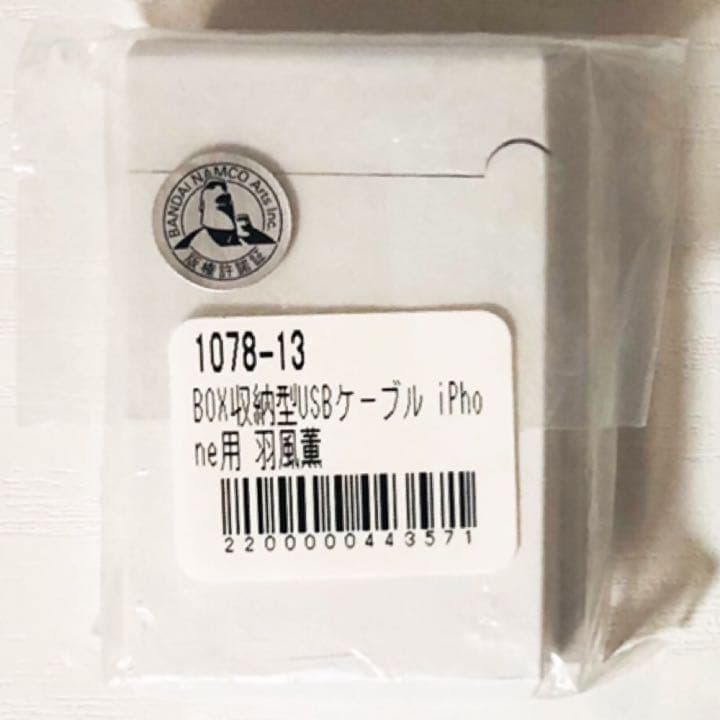 BANDAI NAMCO Arts Inc.
版権許諾証
1078-13
BOX収納型USBケーブル iPho
ne用 羽風薫
2200000443571